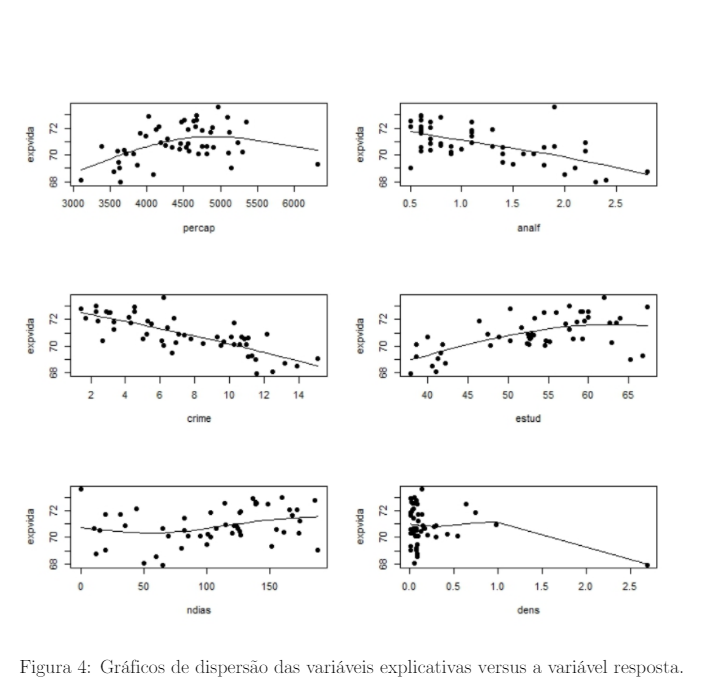 expvida
68 70 72
3000 3500 4000 4500 5000 5500 6000
percap
expvida
68 70 72
0.5 1.0 1.5 2.0 2.5
analf
expvida
68 70 72
2 4 6 8 10 12 14
crime
expvida
68 70 72
40 45 50 55 60 65
estud
expvida
68 70 72
0 50 100 150
ndias
expvida
68 70 72
0.0 0.5 1.0 1.5 2.0 2.5
dens
Figura 4: Gráficos de dispersão das variáveis explicativas versus a variável resposta.